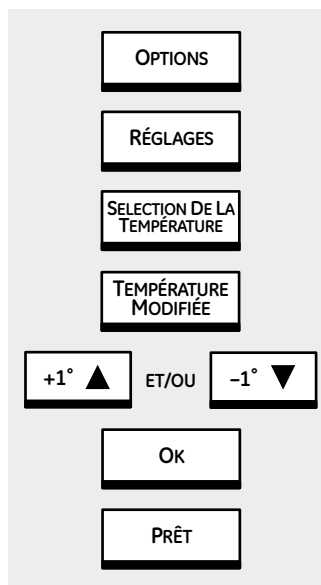 OPTIONS
RÉGLAGES
SELECTION DE LA
TEMPÉRATURE
TEMPÉRATURE
MODIFIÉE
+1° ▲ ET/OU –1° ▼
OK
PRÊT